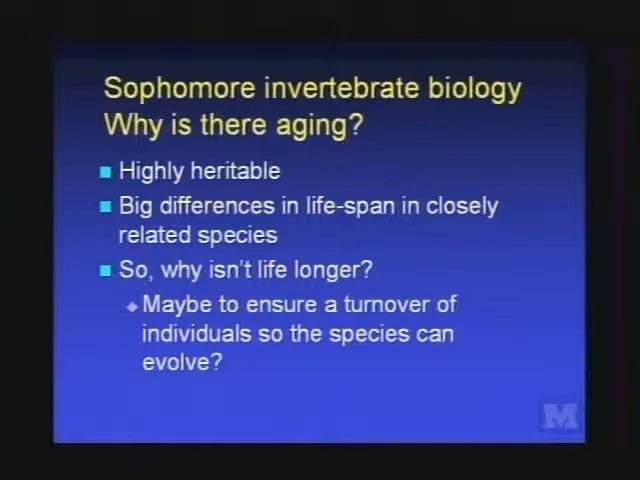 Sophomore invertebrate biology
Why is there aging?
Highly heritable
Big differences in life-span in closely
related species
So, why isn't life longer?
Maybe to ensure a turnover of
individuals so the species can
evolve?
M